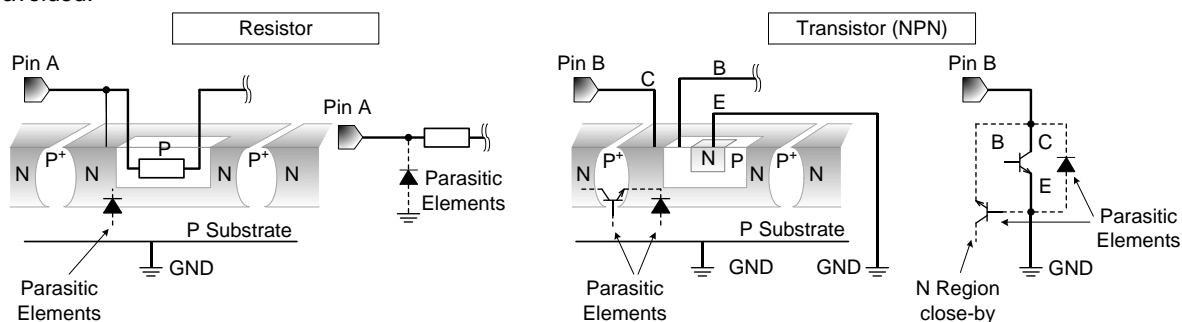 Resistor
Transistor (NPN)
Pin A
Pin A
N
P+
N
P
N
P+
N
Parasitic
Elements
P Substrate
GND
Parasitic
Elements
Pin B
C
B
E
N
P+
N
N
P
N
P+
N
P Substrate
GND
GND
Parasitic
Elements
Pin B
B
C
E
Parasitic
Elements
GND
N Region
close-by